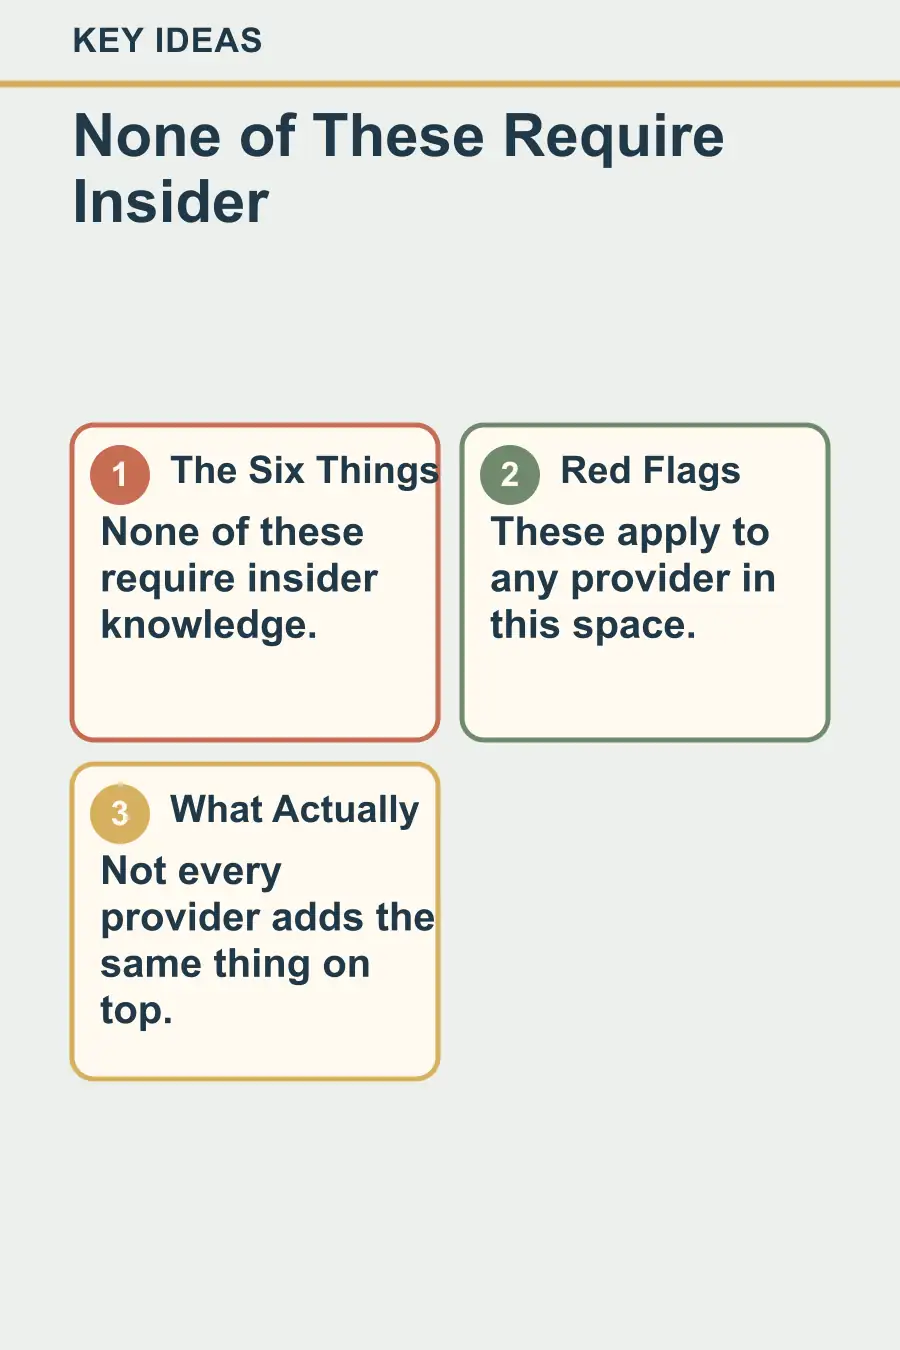 KEY IDEAS
None of These Require
Insider
1 The Six Things
None of these
require insider
knowledge.
2 Red Flags
These apply to
any provider in
this space.
3 What Actually
Not every
provider adds the
same thing on
top.